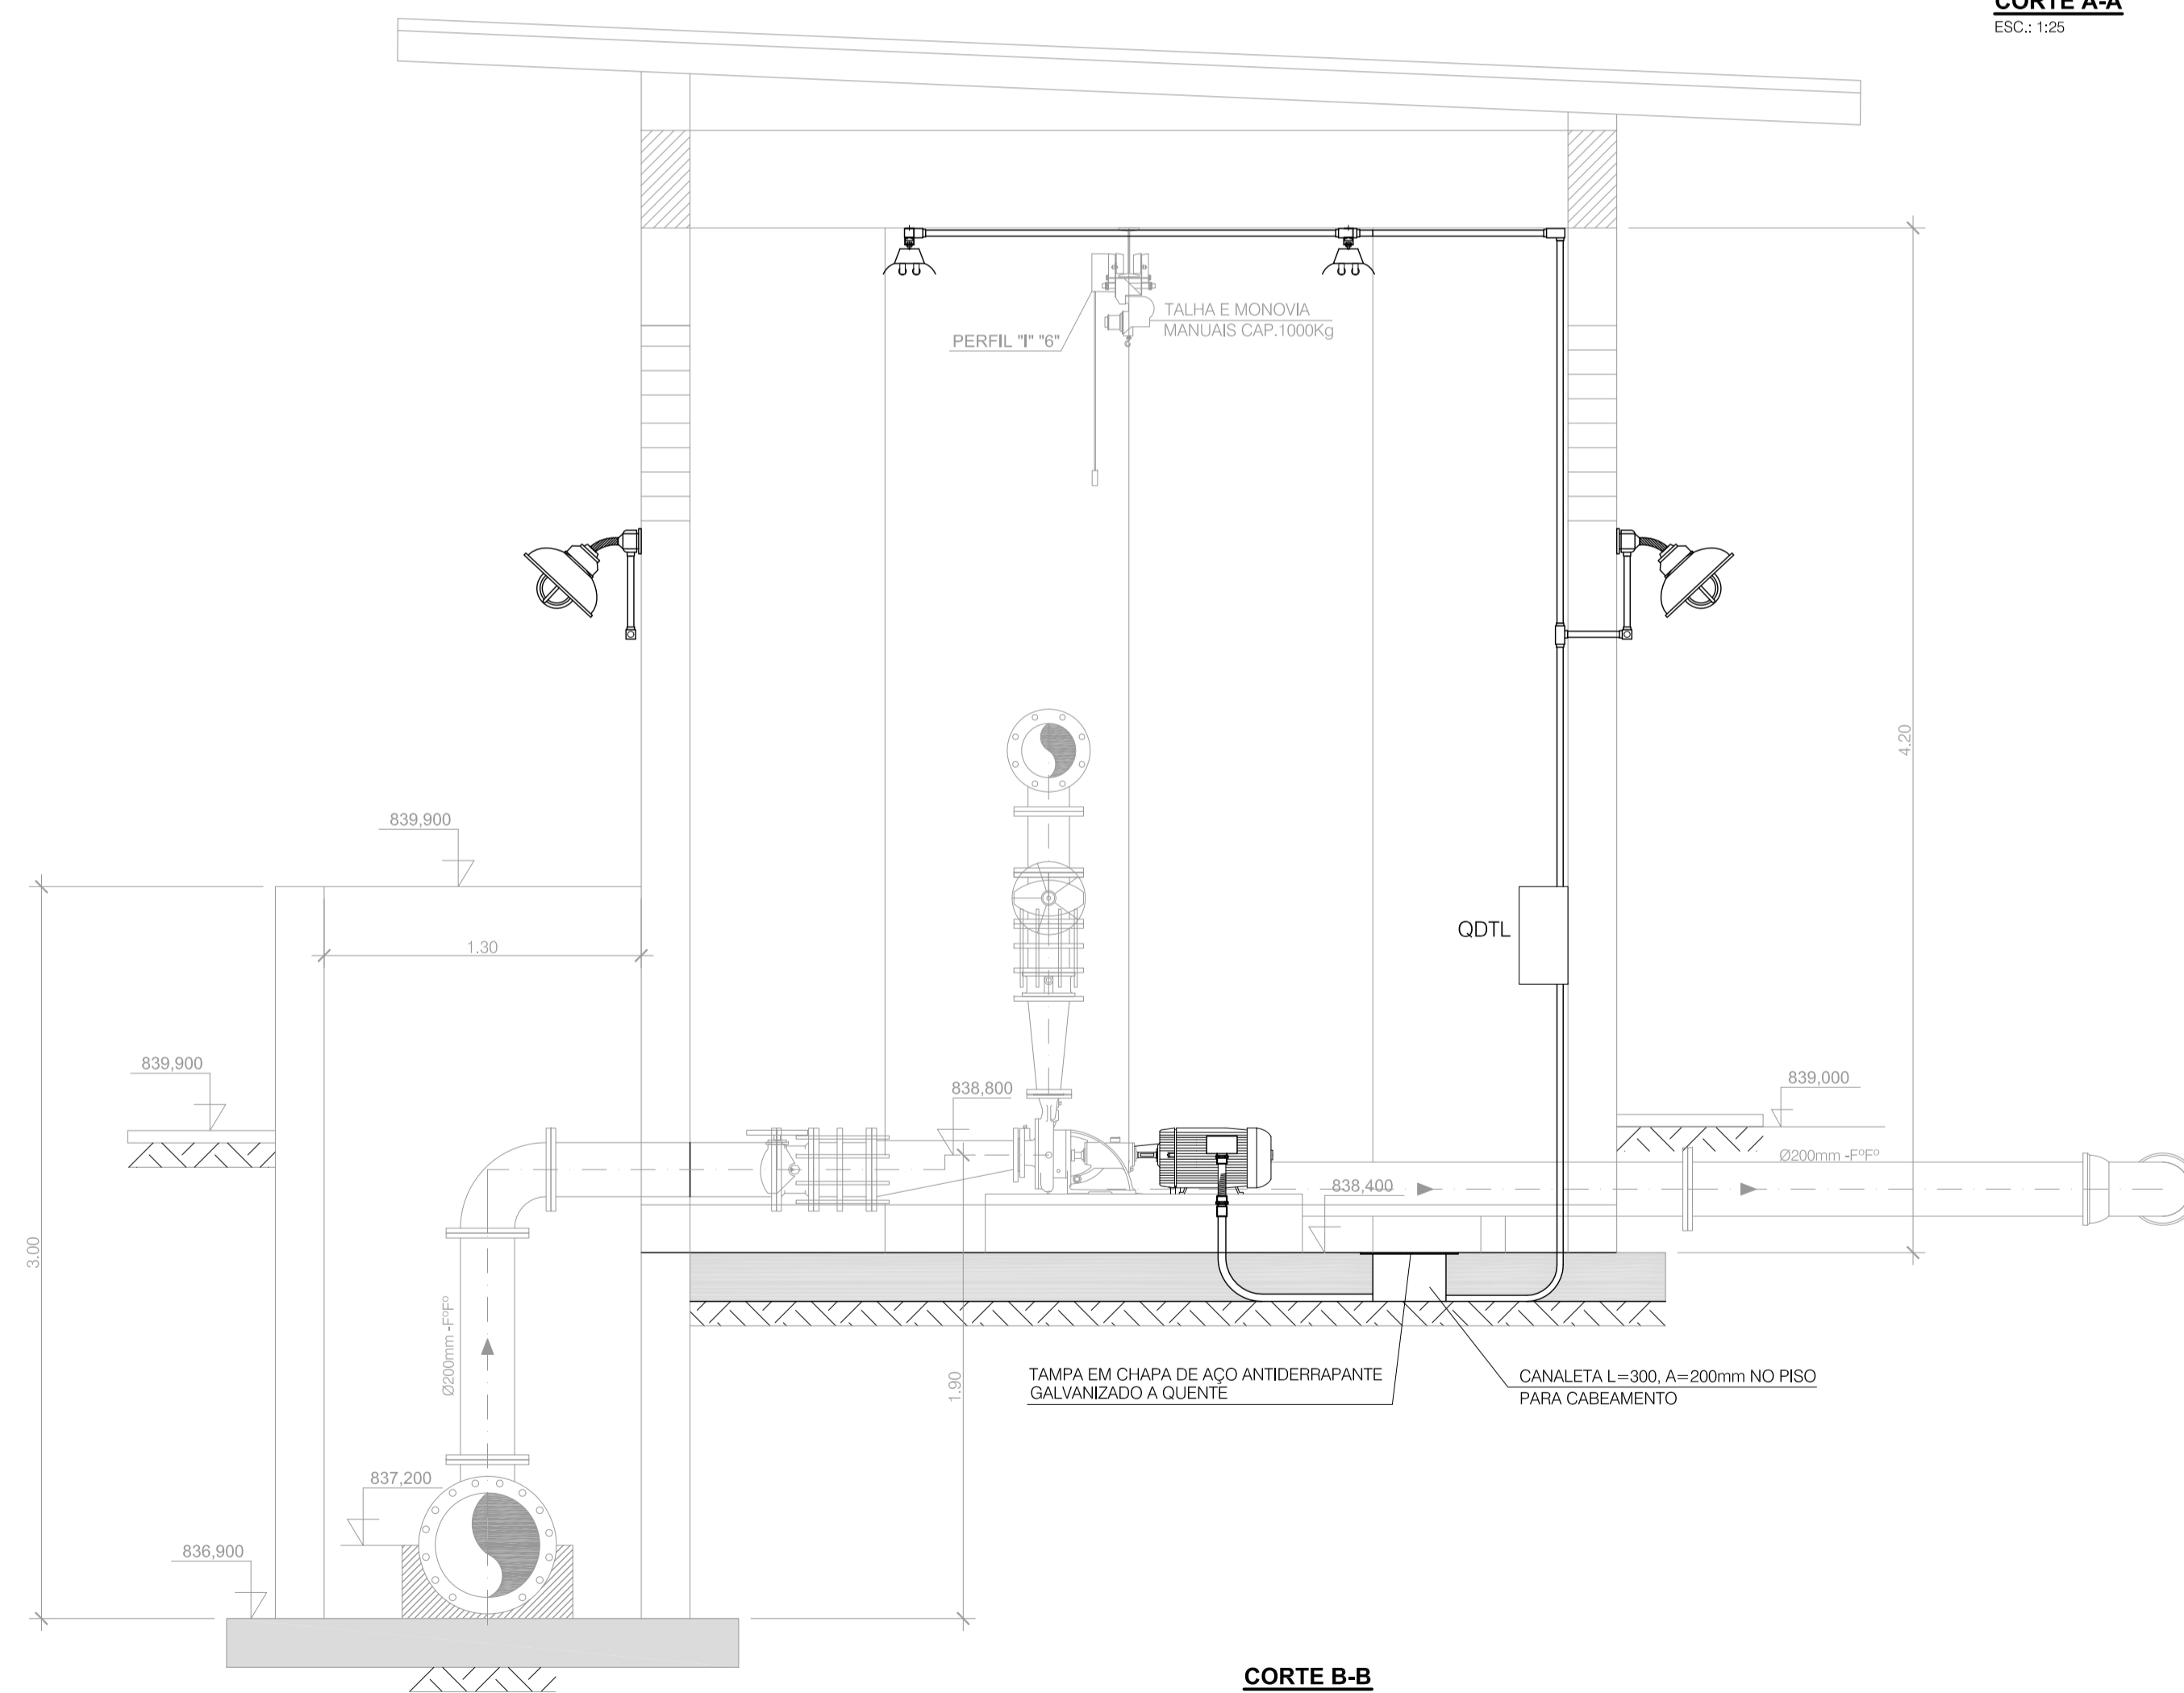 CORTE A-A
ESC.: 1:25
PERFIL "I" "6"
TALHA E MONOVIA
MANUAIS CAP.1000Kg
4.20
839,900
1.30
QDTL
839,900
838,800
839,000
Ø200mm -FºFº
838,400
3.00
Ø200mm -FºFº
1.90
TAMPA EM CHAPA DE AÇO ANTIDERRAPANTE
GALVANIZADO A QUENTE
CANALETA L=300, A=200mm NO PISO
PARA CABEAMENTO
837,200
836,900
CORTE B-B